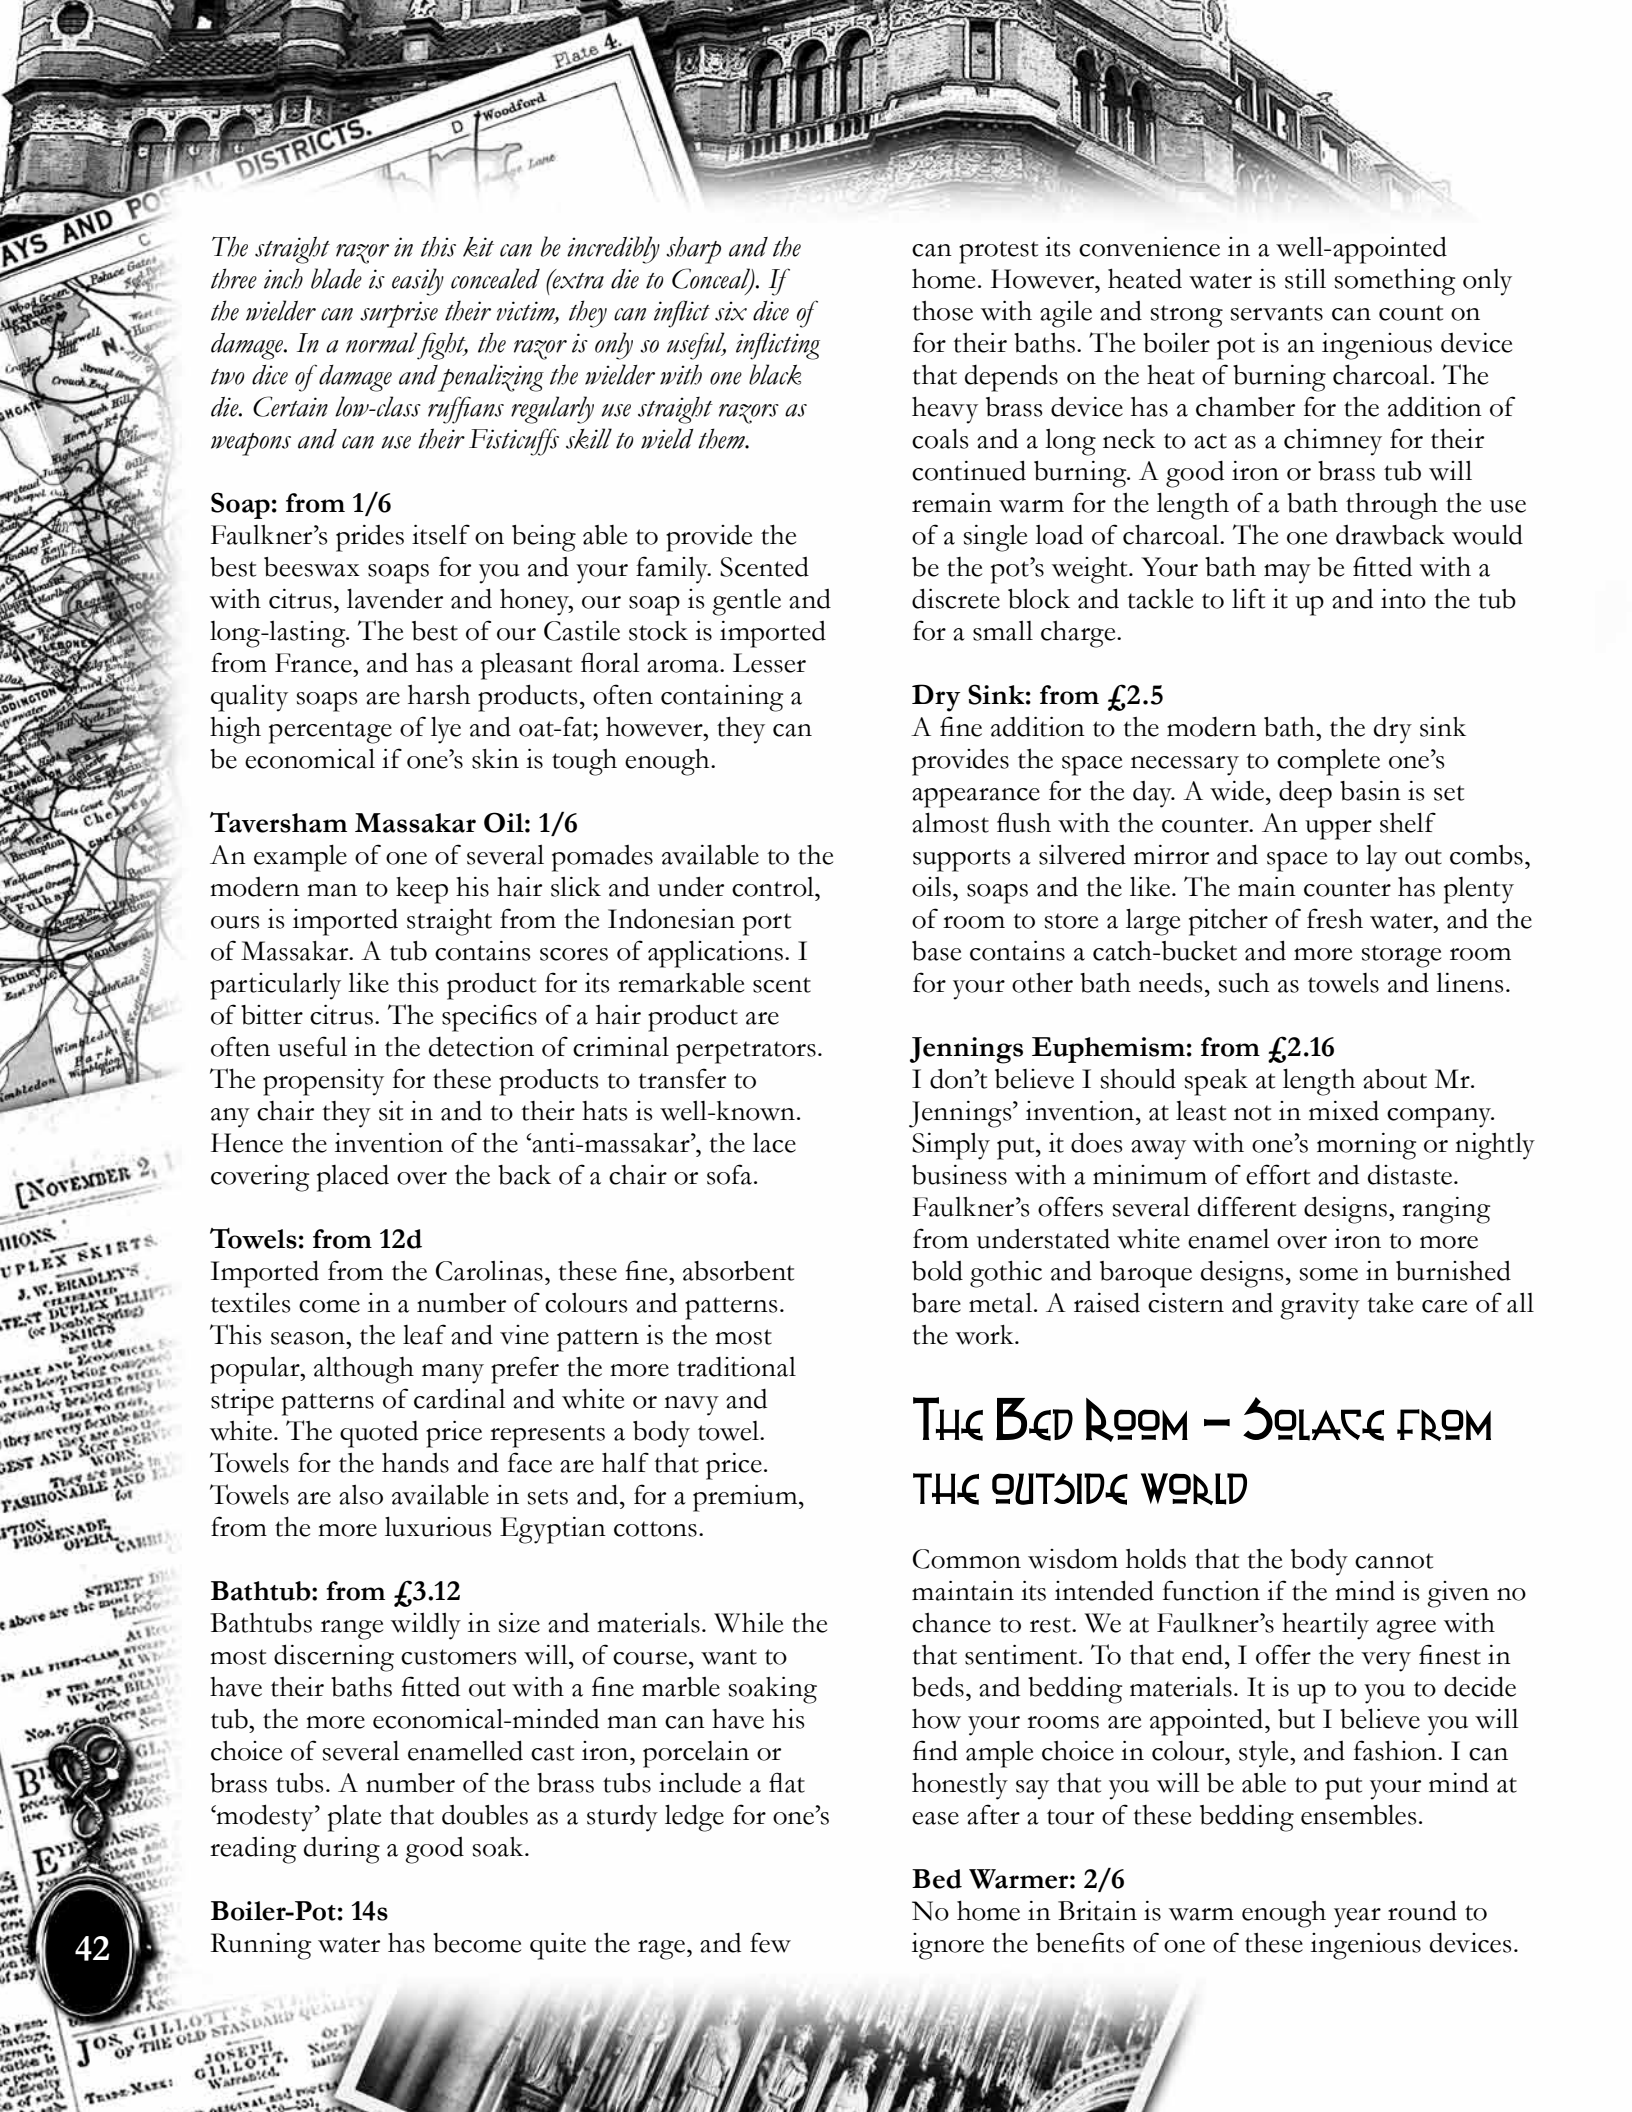 Plate 4.
DISTRICTS.
D
Woodford
AYS AND POSTAL
C
The straight razor in this kit can be incredibly sharp and the
three inch blade is easily concealed (extra die to Conceal). If
the wielder can surprise their victim, they can inflict six dice of
damage. In a normal fight, the razor is only so useful, inflicting
two dice of damage and penalizing the wielder with one black
die. Certain low-class ruffians regularly use straight razors as
weapons and can use their Fisticuffs skill to wield them.
Soap: from 1/6
Faulkner’s prides itself on being able to provide the
best beeswax soaps for you and your family. Scented
with citrus, lavender and honey, our soap is gentle and
long-lasting. The best of our Castile stock is imported
from France, and has a pleasant floral aroma. Lesser
quality soaps are harsh products, often containing a
high percentage of lye and oat-fat; however, they can
be economical if one’s skin is tough enough.
Taversham Massakar Oil: 1/6
An example of one of several pomades available to the
modern man to keep his hair slick and under control,
ours is imported straight from the Indonesian port
of Massakar. A tub contains scores of applications. I
particularly like this product for its remarkable scent
of bitter citrus. The specifics of a hair product are
often useful in the detection of criminal perpetrators.
The propensity for these products to transfer to
any chair they sit in and to their hats is well-known.
Hence the invention of the ‘anti-massakar’, the lace
covering placed over the back of a chair or sofa.
Towels: from 12d
Imported from the Carolinas, these fine, absorbent
textiles come in a number of colours and patterns.
This season, the leaf and vine pattern is the most
popular, although many prefer the more traditional
stripe patterns of cardinal and white or navy and
white. The quoted price represents a body towel.
Towels for the hands and face are half that price.
Towels are also available in sets and, for a premium,
from the more luxurious Egyptian cottons.
Bathtub: from £3.12
Bathtubs range wildly in size and materials. While the
most discerning customers will, of course, want to
have their baths fitted out with a fine marble soaking
tub, the more economical-minded man can have his
choice of several enamelled cast iron, porcelain or
brass tubs. A number of the brass tubs include a flat
‘modesty’ plate that doubles as a sturdy ledge for one’s
reading during a good soak.
Boiler-Pot: 14s
Running water has become quite the rage, and few
can protest its convenience in a well-appointed
home. However, heated water is still something only
those with agile and strong servants can count on
for their baths. The boiler pot is an ingenious device
that depends on the heat of burning charcoal. The
heavy brass device has a chamber for the addition of
coals and a long neck to act as a chimney for their
continued burning. A good iron or brass tub will
remain warm for the length of a bath through the use
of a single load of charcoal. The one drawback would
be the pot’s weight. Your bath may be fitted with a
discrete block and tackle to lift it up and into the tub
for a small charge.
Dry Sink: from £2.5
A fine addition to the modern bath, the dry sink
provides the space necessary to complete one’s
appearance for the day. A wide, deep basin is set
almost flush with the counter. An upper shelf
supports a silvered mirror and space to lay out combs,
oils, soaps and the like. The main counter has plenty
of room to store a large pitcher of fresh water, and the
base contains a catch-bucket and more storage room
for your other bath needs, such as towels and linens.
Jennings Euphemism: from £2.16
I don’t believe I should speak at length about Mr.
Jennings’ invention, at least not in mixed company.
Simply put, it does away with one’s morning or nightly
business with a minimum of effort and distaste.
Faulkner’s offers several different designs, ranging
from understated white enamel over iron to more
bold gothic and baroque designs, some in burnished
bare metal. A raised cistern and gravity take care of all
the work.
The Bed Room – Solace from
the outside world
Common wisdom holds that the body cannot
maintain its intended function if the mind is given no
chance to rest. We at Faulkner’s heartily agree with
that sentiment. To that end, I offer the very finest in
beds, and bedding materials. It is up to you to decide
how your rooms are appointed, but I believe you will
find ample choice in colour, style, and fashion. I can
honestly say that you will be able to put your mind at
ease after a tour of these bedding ensembles.
Bed Warmer: 2/6
No home in Britain is warm enough year round to
ignore the benefits of one of these ingenious devices.
[NOVEMBER 2,
J. W. BRADLEY'S
42
JOS. GILLOTT'S
OF THE OLD STANDARD
JOSEPH
GILLOTT,
Warranted.
TRADE MARK: